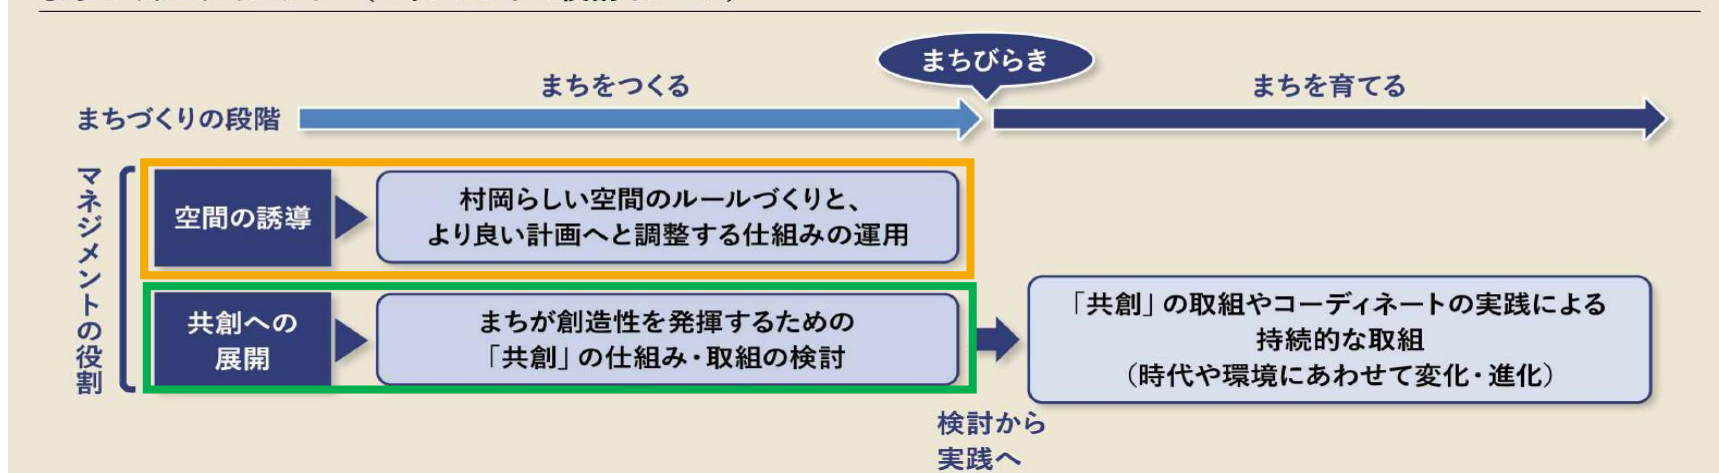 まちびらき
まちをつくる
まちを育てる
まちづくりの段階
マネジメントの役割
空間の誘導
村岡らしい空間のルールづくりと、
より良い計画へと調整する仕組みの運用
共創への
展開
まちが創造性を発揮するための
「共創」の仕組み・取組の検討
「共創」の取組やコーディネートの実践による
持続的な取組
（時代や環境にあわせて変化・進化）
検討から
実践へ